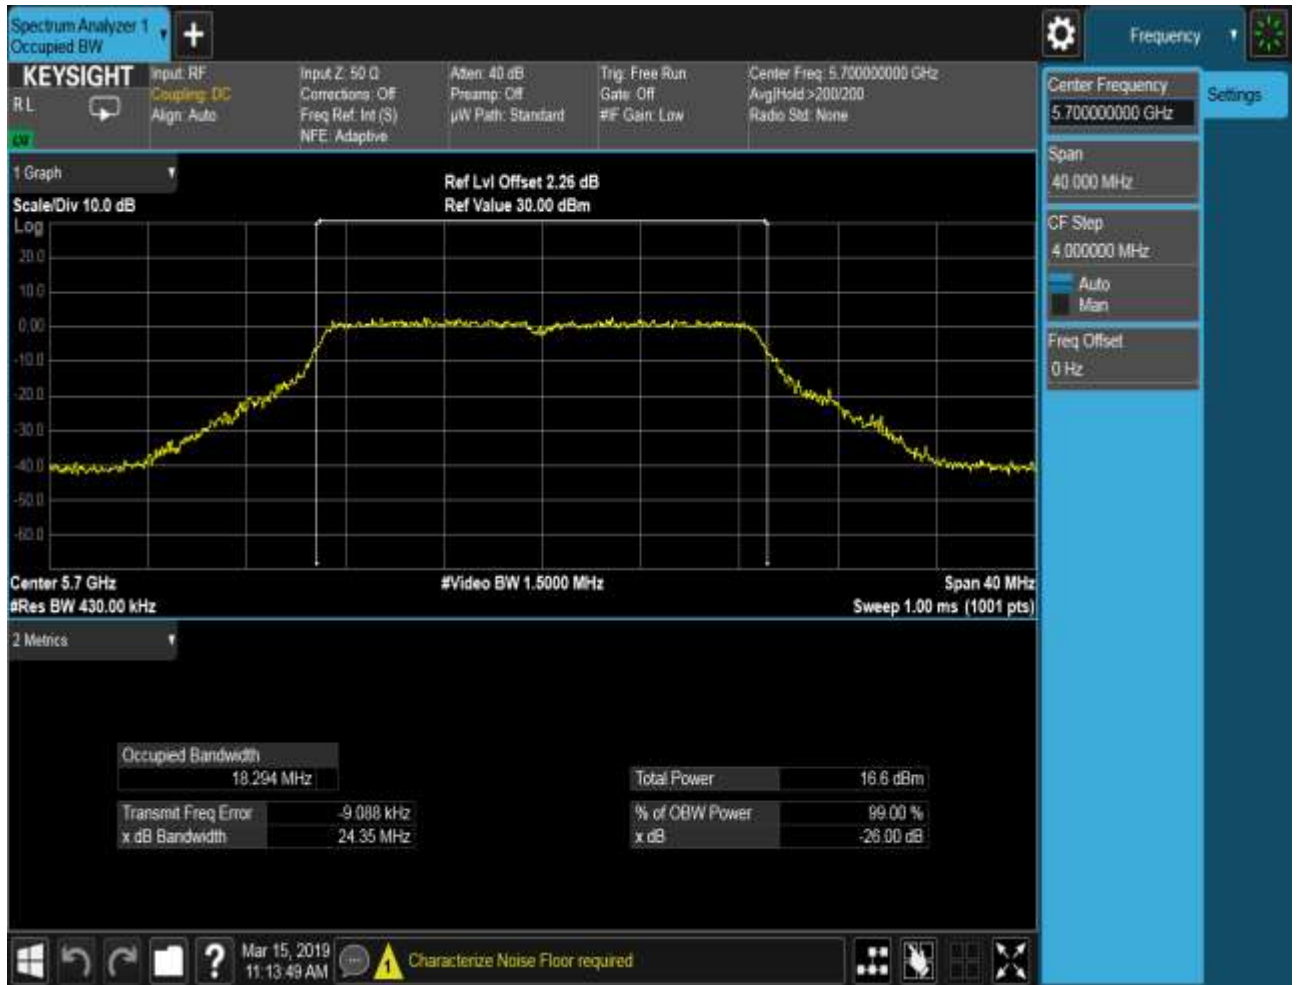 Spectrum Analyzer 1
Occupied BW
Frequency
KEYSIGHT
R L
Input: RF
Coupling: DC
Align: Auto
Input Z: 50 Ω
Corrections: Off
Freq Ref: Int (S)
NFE: Adaptive
Atten: 40 dB
Preamp: Off
µW Path: Standard
Trig: Free Run
Gate: Off
#IF Gain: Low
Center Freq: 5.700000000 GHz
Avg|Hold:>200/200
Radio Std: None
Center Frequency
5.700000000 GHz
Settings
Span
40.000 MHz
CF Step
4.000000 MHz
Auto
Man
Freq Offset
0 Hz
1 Graph
Scale/Div 10.0 dB
Ref Lvl Offset 2.26 dB
Ref Value 30.00 dBm
Log
20.0
10.0
0.00
-10.0
-20.0
-30.0
-40.0
-50.0
-60.0
Center 5.7 GHz
#Video BW 1.5000 MHz
Span 40 MHz
#Res BW 430.00 kHz
Sweep 1.00 ms (1001 pts)
2 Metrics
Occupied Bandwidth
18.294 MHz
Total Power 16.6 dBm
Transmit Freq Error -9.088 kHz
% of OBW Power 99.00 %
x dB Bandwidth 24.35 MHz
x dB -26.00 dB
?
Mar 15, 2019
11:13:49 AM
1
Characterize Noise Floor required